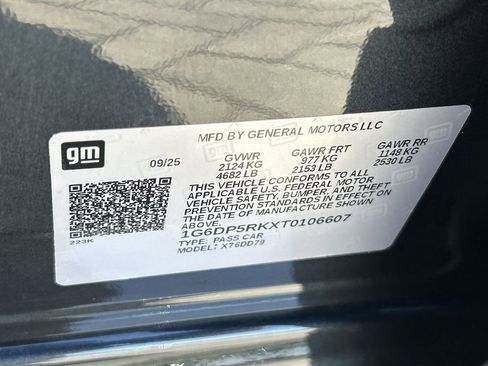 gm
MFD BY GENERAL MOTORS LLC
09/25 GVWR GAWR FRT GAWR RR
2124 KG 977 KG 1148 KG
4682 LB 2153 LB 2530 LB
THIS VEHICLE CONFORMS TO ALL
APPLICABLE U.S. FEDERAL MOTOR
VEHICLE SAFETY, BUMPER, AND THEFT
PREVENTION STANDARDS IN EFFECT ON
THE DATE OF MANUFACTURE SHOWN
ABOVE.
1G6DP5RKXT0106607
TYPE: PASS CAR
MODEL: X76DD79
223K